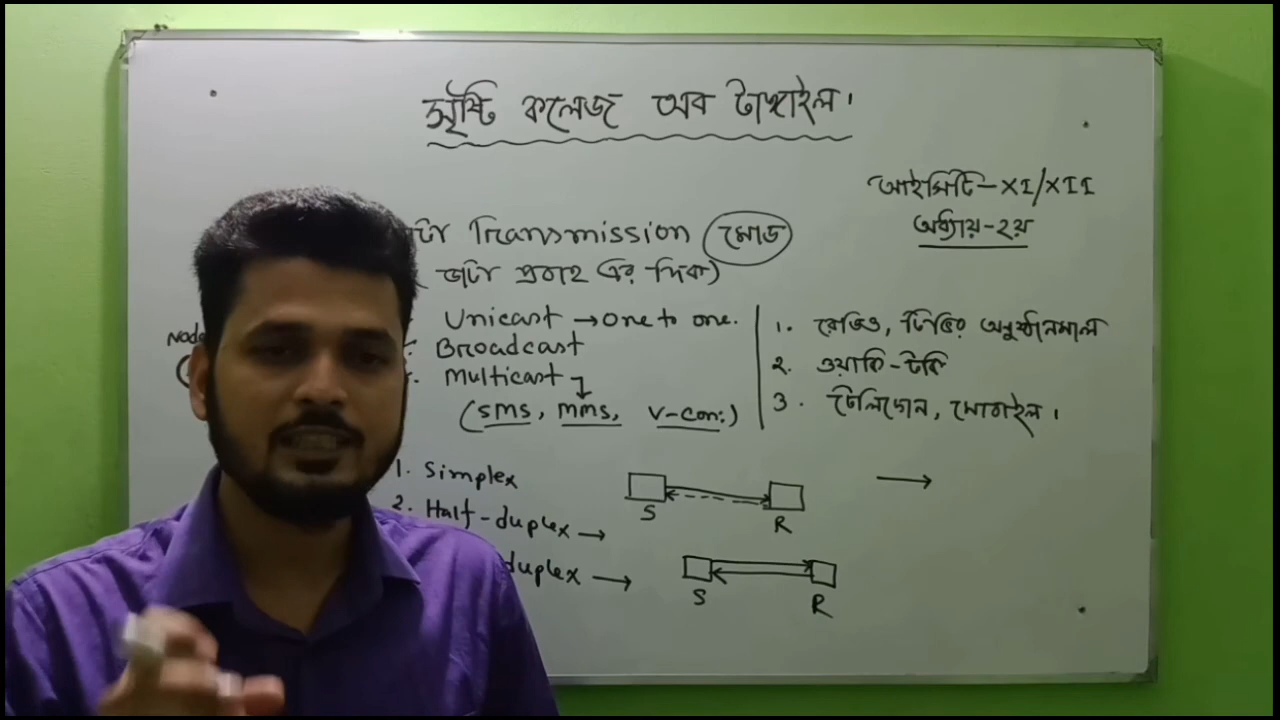 সৃষ্টি কলেজ অব টাঙ্গাইল।
আইসিটি-XI/XII
অধ্যায়-২য়
Transmission মোড
ডাটা প্রবাহ এর দিক)
Node
Unicast → one to one.
Broadcast
Multicast
(sms, mms, v-con:)
১. রেডিও, টিভির অনুষ্ঠানমালা
২. ওয়াকি-টকি
৩. টেলিফোন, মোবাইল।
1. Simplex
2. Half-duplex →
duplex →
S R
S R